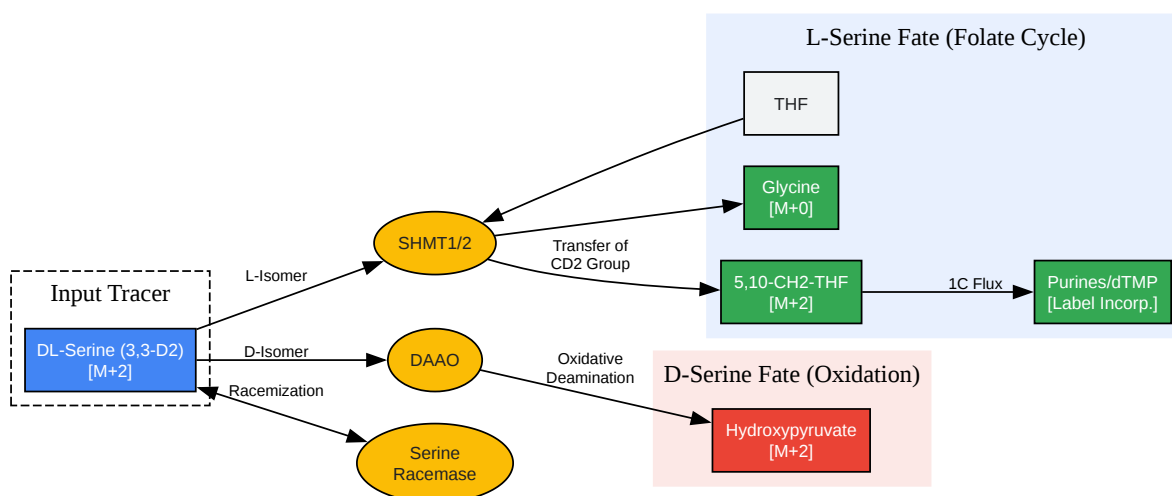 L-Serine Fate (Folate Cycle)
THF
Glycine
[M+0]
SHMT1/2
Transfer of
CD2 Group
L-Isomer
Input Tracer
5,10-CH2-THF
[M+2]
1C Flux
Purines/dTMP
[Label Incorp.]
DL-Serine (3,3-D2)
[M+2]
D-Isomer
DAAO
Oxidative
Deamination
D-Serine Fate (Oxidation)
Racemization
Hydroxypyruvate
[M+2]
Serine
Racemase